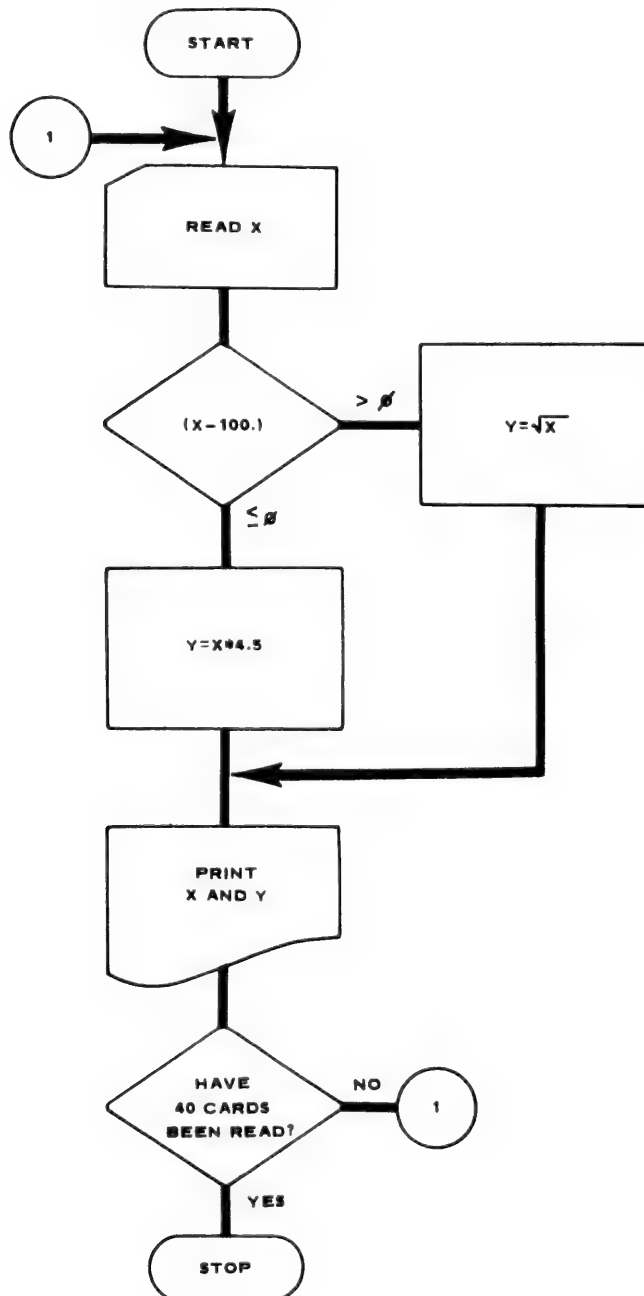 START
1
READ X
(X-100.)
> Ø
Y=√X
≤ Ø
Y=X*4.5
PRINT
X AND Y
HAVE
40 CARDS
BEEN READ?
NO
1
YES
STOP